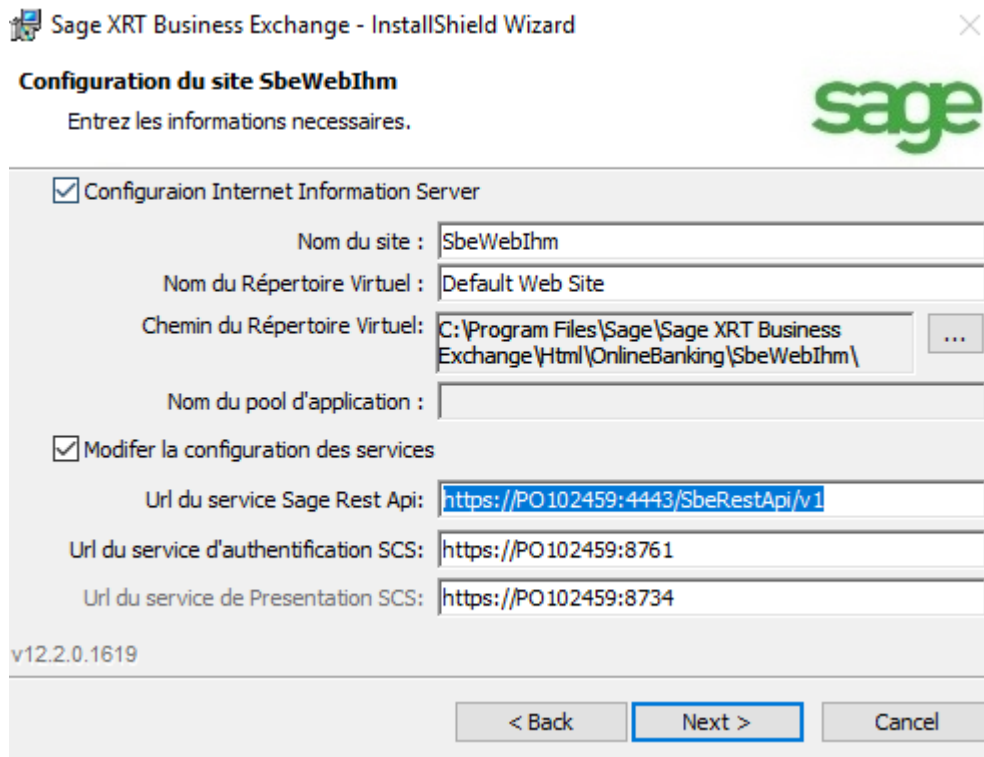 Sage XRT Business Exchange - InstallShield Wizard
Configuration du site SbeWebIhm
Entrez les informations necessaires.
sage
Configuraion Internet Information Server
Nom du site : SbeWebIhm
Nom du Répertoire Virtuel : Default Web Site
Chemin du Répertoire Virtuel: C:\Program Files\Sage\Sage XRT Business
Exchange\Html\OnlineBanking\SbeWebIhm\
...
Nom du pool d'application :
Modifer la configuration des services
Url du service Sage Rest Api: https://PO102459:4443/SbeRestApi/v1
Url du service d'authentification SCS: https://PO102459:8761
Url du service de Presentation SCS: https://PO102459:8734
v12.2.0.1619
< Back Next > Cancel